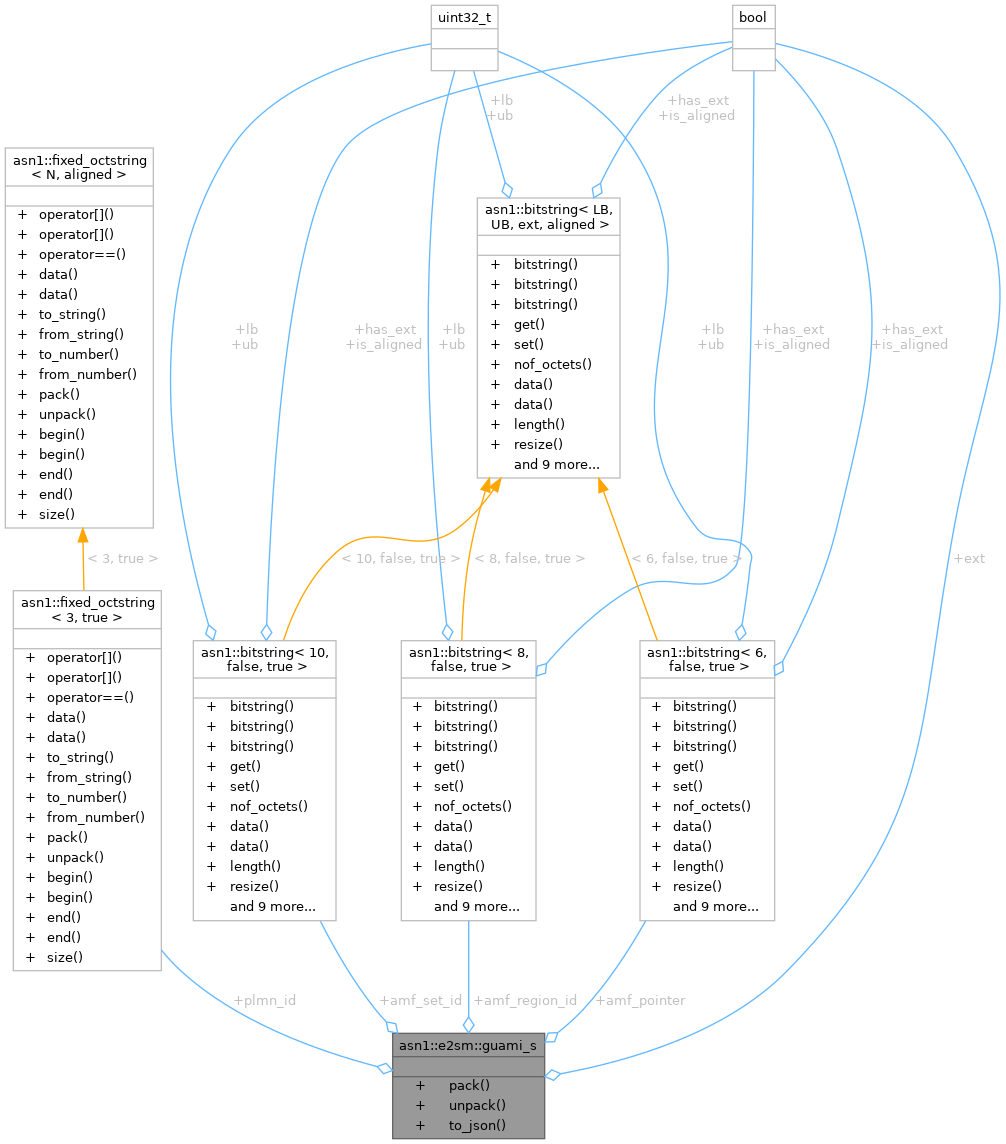 uint32_t
bool
+lb
+ub
+has_ext
+is_aligned
asn1::fixed_octstring
< N, aligned >
+ operator[]()
+ operator[]()
+ operator==()
+ data()
+ data()
+ to_string()
+ from_string()
+ to_number()
+ from_number()
+ pack()
+ unpack()
+ begin()
+ begin()
+ end()
+ end()
+ size()
asn1::bitstring< LB,
UB, ext, aligned >
+ bitstring()
+ bitstring()
+ bitstring()
+ get()
+ set()
+ nof_octets()
+ data()
+ data()
+ length()
+ resize()
and 9 more...
+lb
+ub
+has_ext
+is_aligned
+lb
+ub
+lb
+ub
+has_ext
+is_aligned
+has_ext
+is_aligned
< 3, true >
< 10, false, true >
< 8, false, true >
< 6, false, true >
+ext
asn1::fixed_octstring
< 3, true >
+ operator[]()
+ operator[]()
+ operator==()
+ data()
+ data()
+ to_string()
+ from_string()
+ to_number()
+ from_number()
+ pack()
+ unpack()
+ begin()
+ begin()
+ end()
+ end()
+ size()
asn1::bitstring< 10,
false, true >
+ bitstring()
+ bitstring()
+ bitstring()
+ get()
+ set()
+ nof_octets()
+ data()
+ data()
+ length()
+ resize()
and 9 more...
asn1::bitstring< 8,
false, true >
+ bitstring()
+ bitstring()
+ bitstring()
+ get()
+ set()
+ nof_octets()
+ data()
+ data()
+ length()
+ resize()
and 9 more...
asn1::bitstring< 6,
false, true >
+ bitstring()
+ bitstring()
+ bitstring()
+ get()
+ set()
+ nof_octets()
+ data()
+ data()
+ length()
+ resize()
and 9 more...
+plmn_id
+amf_set_id
+amf_region_id
+amf_pointer
asn1::e2sm::guami_s
+ pack()
+ unpack()
+ to_json()